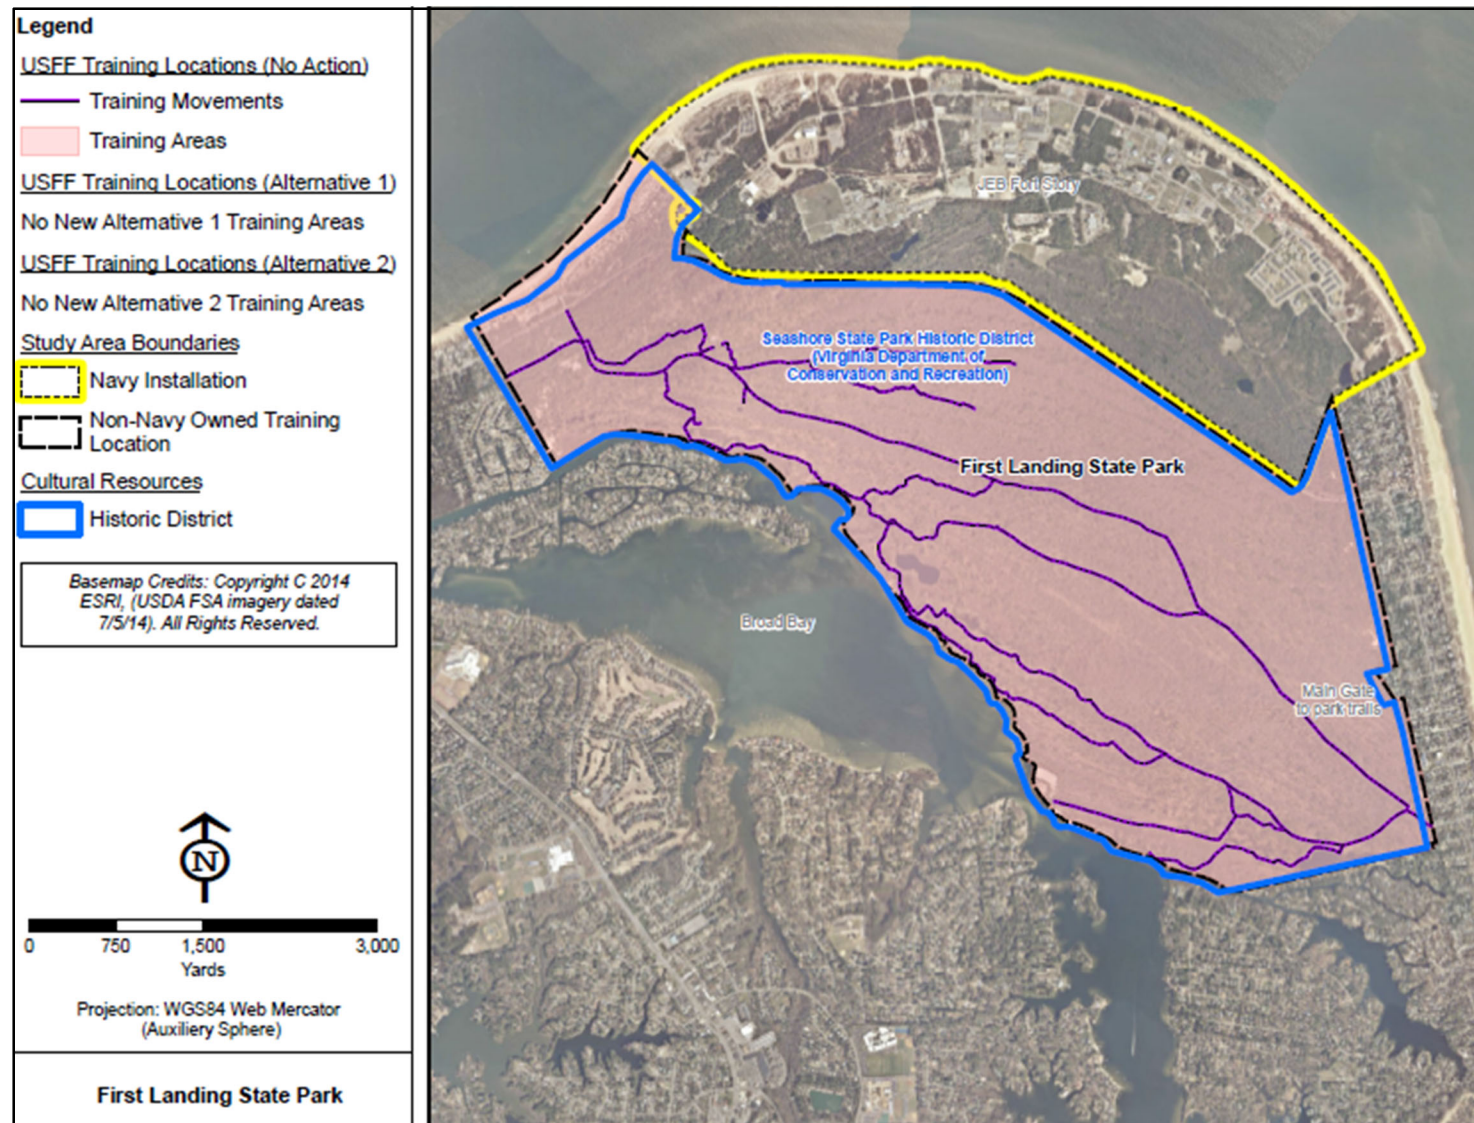 Legend
USFF Training Locations (No Action)
Training Movements
Training Areas
USFF Training Locations (Alternative 1)
No New Alternative 1 Training Areas
USFF Training Locations (Alternative 2)
No New Alternative 2 Training Areas
Study Area Boundaries
Navy Installation
Non-Navy Owned Training
Location
Cultural Resources
Historic District
Basemap Credits: Copyright C 2014
ESRI, (USDA FSA imagery dated
7/5/14). All Rights Reserved.
N
0 750 1,500 3,000
Yards
Projection: WGS84 Web Mercator
(Auxiliery Sphere)
First Landing State Park
JEB Fort Story
Seashore State Park Historic District
(Virginia Department of
Conservation and Recreation)
First Landing State Park
Broad Bay
Main Gate
to park trails